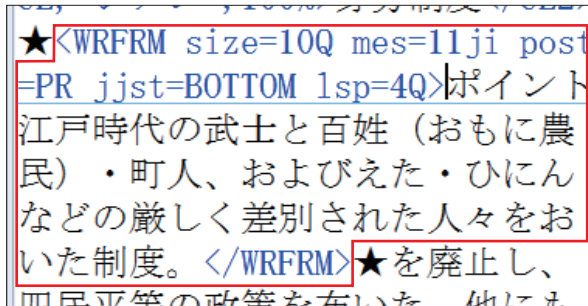 ★<WRFRM size=10Q mes=11ji post
=PR jjst=BOTTOM lsp=4Q>ポイント
江戸時代の武士と百姓（おもに農
民）・町人、およびえた・ひにん
などの厳しく差別された人々をお
いた制度。</WRFRM>★を廃止し、